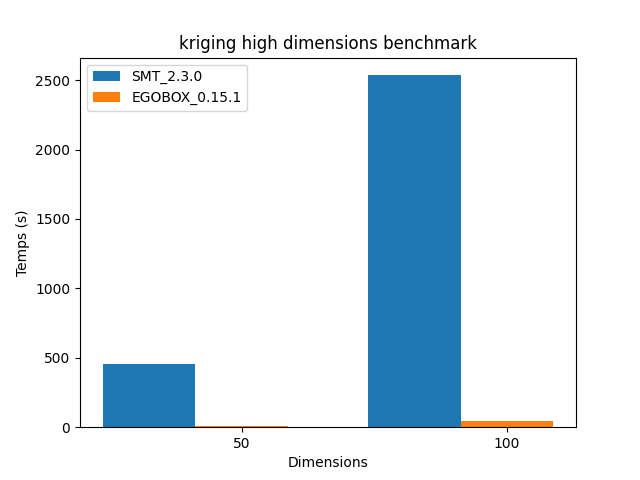 kriging high dimensions benchmark
SMT_2.3.0
EGOBOX_0.15.1
2500
2000
1500
1000
500
0
Temps (s)
50
100
Dimensions